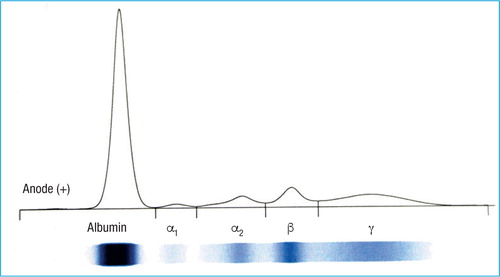 Anode (+)
Albumin α₁ α₂ β γ